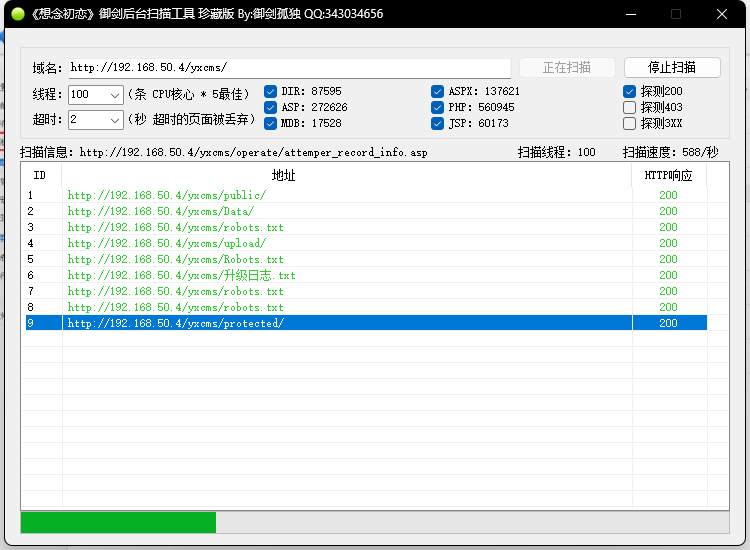 《想念初恋》御剑后台扫描工具 珍藏版 By:御剑孤独 QQ:343034656
域名: http://192.168.50.4/yxcms/ 正在扫描 停止扫描
线程: 100 (条 CPU核心 * 5最佳) DIR: 87595 ASPX: 137621 探测200
ASP: 272626 PHP: 560945 探测403
超时: 2 (秒 超时的页面被丢弃) MDB: 17528 JSP: 60173 探测3XX
扫描信息: http://192.168.50.4/yxcms/operate/attemper_record_info.asp 扫描线程: 100 扫描速度: 588/秒
ID 地址 HTTP响应
1 http://192.168.50.4/yxcms/public/ 200
2 http://192.168.50.4/yxcms/Data/ 200
3 http://192.168.50.4/yxcms/robots.txt 200
4 http://192.168.50.4/yxcms/upload/ 200
5 http://192.168.50.4/yxcms/Robots.txt 200
6 http://192.168.50.4/yxcms/升级日志.txt 200
7 http://192.168.50.4/yxcms/robots.txt 200
8 http://192.168.50.4/yxcms/robots.txt 200
9 http://192.168.50.4/yxcms/protected/ 200